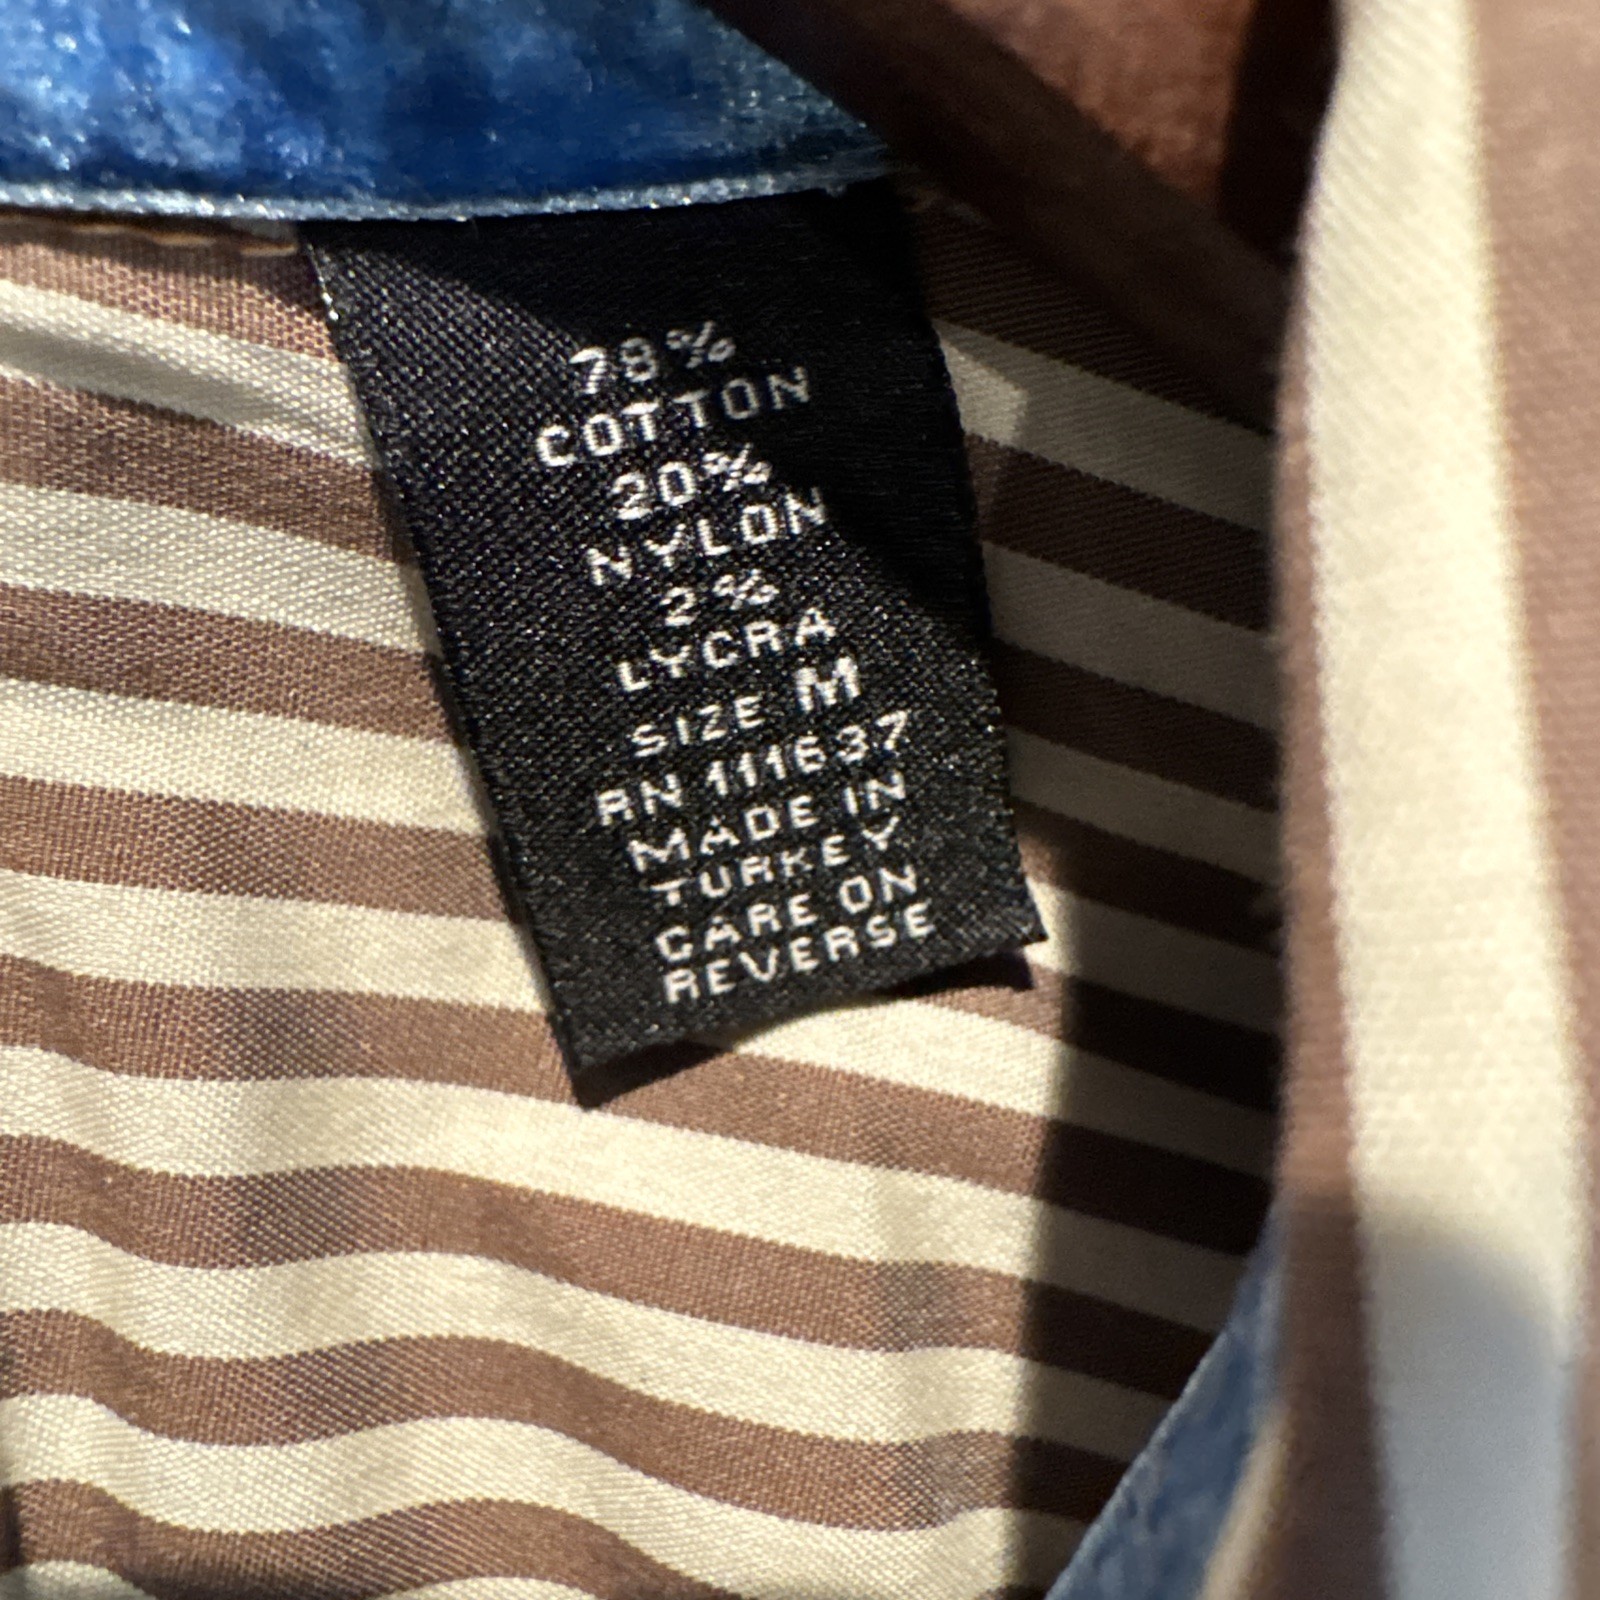 78%
COTTON
20%
NYLON
2%
LYCRA
SIZE M
RN 111637
MADE IN
TURKEY
CARE ON
REVERSE